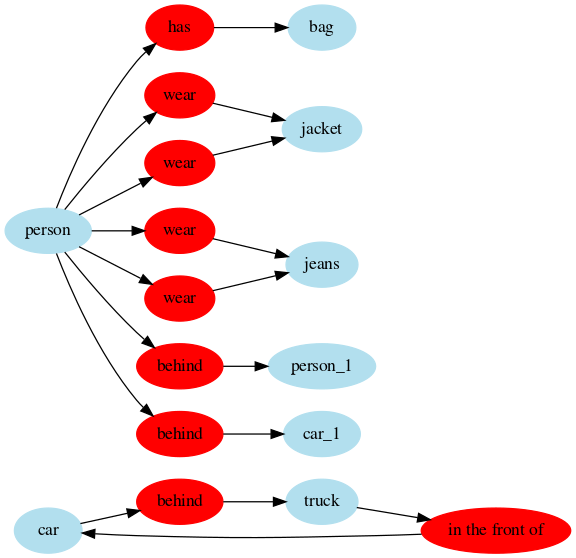 has
bag
wear
jacket
wear
person
wear
jeans
wear
behind
person_1
behind
car_1
behind
truck
car
in the front of